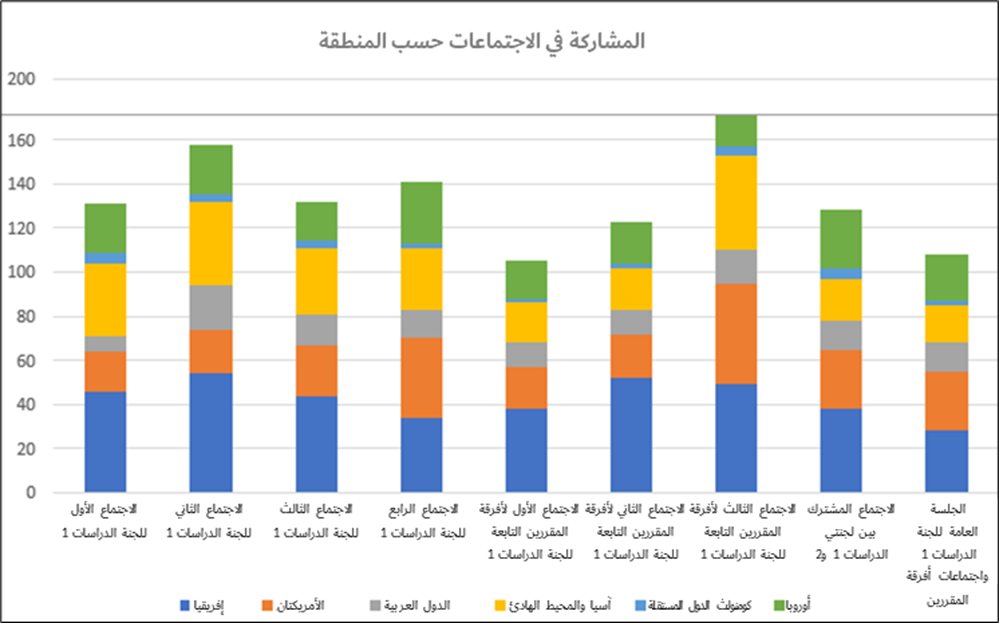 المشاركة في الاجتماعات حسب المنطقة
200
160
140
120
100
80
60
40
20
0
الاجتماع الأول
للجنة الدراسات 1
الاجتماع الثاني
للجنة الدراسات 1
الاجتماع الثالث
للجنة الدراسات 1
الاجتماع الرابع
للجنة الدراسات 1
الاجتماع الأول لأفرقة
المقررين التابعة
للجنة الدراسات 1
الاجتماع الثاني لأفرقة
المقررين التابعة
للجنة الدراسات 1
الاجتماع الثالث لأفرقة
المقررين التابعة
للجنة الدراسات 1
الاجتماع المشترك
بين لجنتي
الدراسات 1 و2
الجلسة
العامة للجنة
الدراسات 1
واجتماعات أفرقة
المقررين
إفريقيا
الأمريكتان
الدول العربية
آسيا والمحيط الهادئ
كومنولث الدول المستقلة
أوروبا